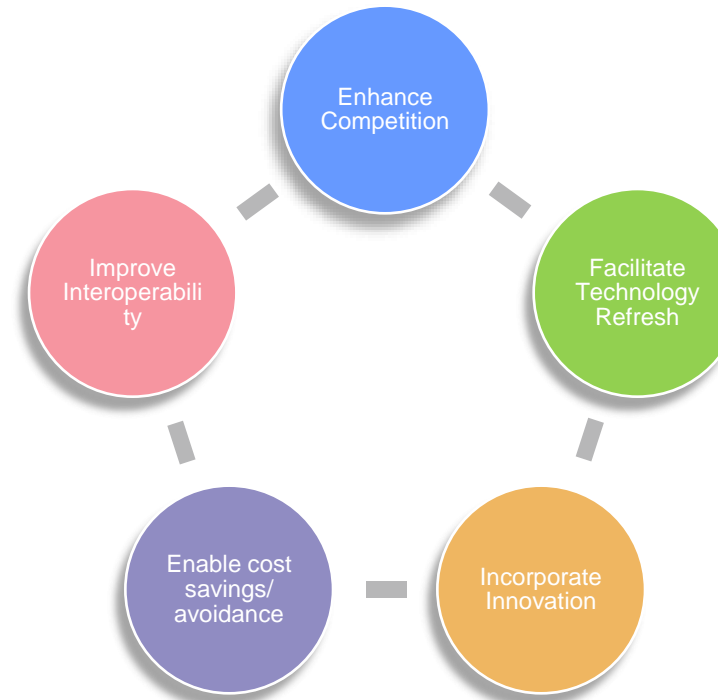 Enhance
Competition
Improve
Interoperabili
ty
Facilitate
Technology
Refresh
Enable cost
savings/
avoidance
Incorporate
Innovation